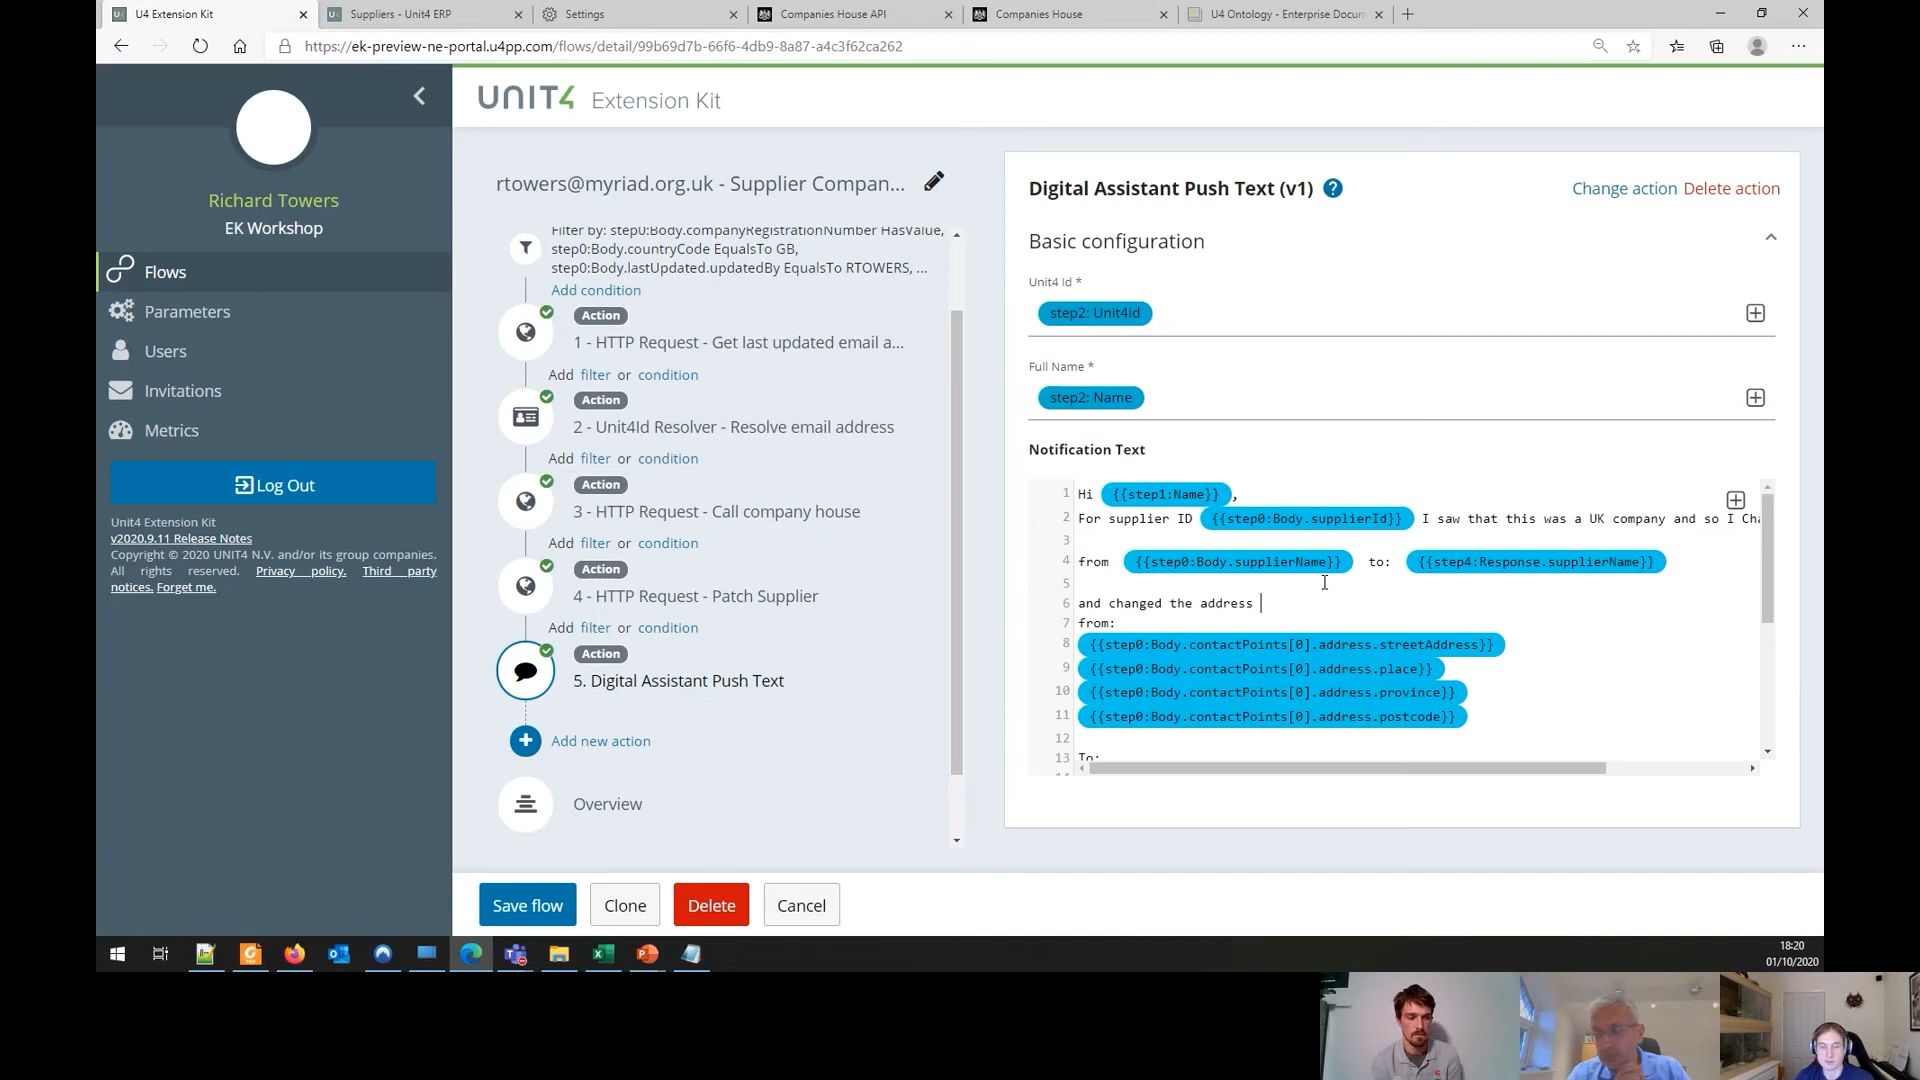 U4 Extension Kit
Suppliers - Unit4 ERP
Settings
Companies House API
Companies House
U4 Ontology - Enterprise Docum
https://ek-preview-ne-portal.u4pp.com/flows/detail/99b69d7b-66f6-4db9-8a87-a4c3f62ca262
Richard Towers
EK Workshop
Flows
Parameters
Users
Invitations
Metrics
Log Out
Unit4 Extension Kit
v2020.9.11 Release Notes
Copyright © 2020 UNIT4 N.V. and/or its group companies.
All rights reserved. Privacy policy. Third party
notices. Forget me.
UNIT4 Extension Kit
rtowers@myriad.org.uk - Supplier Compan...
Filter by: step0:Body.companyRegistrationNumber HasValue,
step0:Body.countryCode EqualsTo GB,
step0:Body.lastUpdated.updatedBy EqualsTo RTOWERS, ...
Add condition
Action
1 - HTTP Request - Get last updated email a...
Add filter or condition
Action
2 - Unit4Id Resolver - Resolve email address
Add filter or condition
Action
3 - HTTP Request - Call company house
Add filter or condition
Action
4 - HTTP Request - Patch Supplier
Add filter or condition
Action
5. Digital Assistant Push Text
Add new action
Overview
Digital Assistant Push Text (v1)
Change action Delete action
Basic configuration
Unit4 Id *
step2: Unit4Id
Full Name *
step2: Name
Notification Text
1 Hi {{step1:Name}},
2 For supplier ID {{step0:Body.supplierId}} I saw that this was a UK company and so I Cha
3
4 from {{step0:Body.supplierName}} to: {{step4:Response.supplierName}}
5
6 and changed the address
7 from:
8 {{step0:Body.contactPoints[0].address.streetAddress}}
9 {{step0:Body.contactPoints[0].address.place}}
10 {{step0:Body.contactPoints[0].address.province}}
11 {{step0:Body.contactPoints[0].address.postcode}}
12
13 To:
Save flow
Clone
Delete
Cancel
18:20
01/10/2020